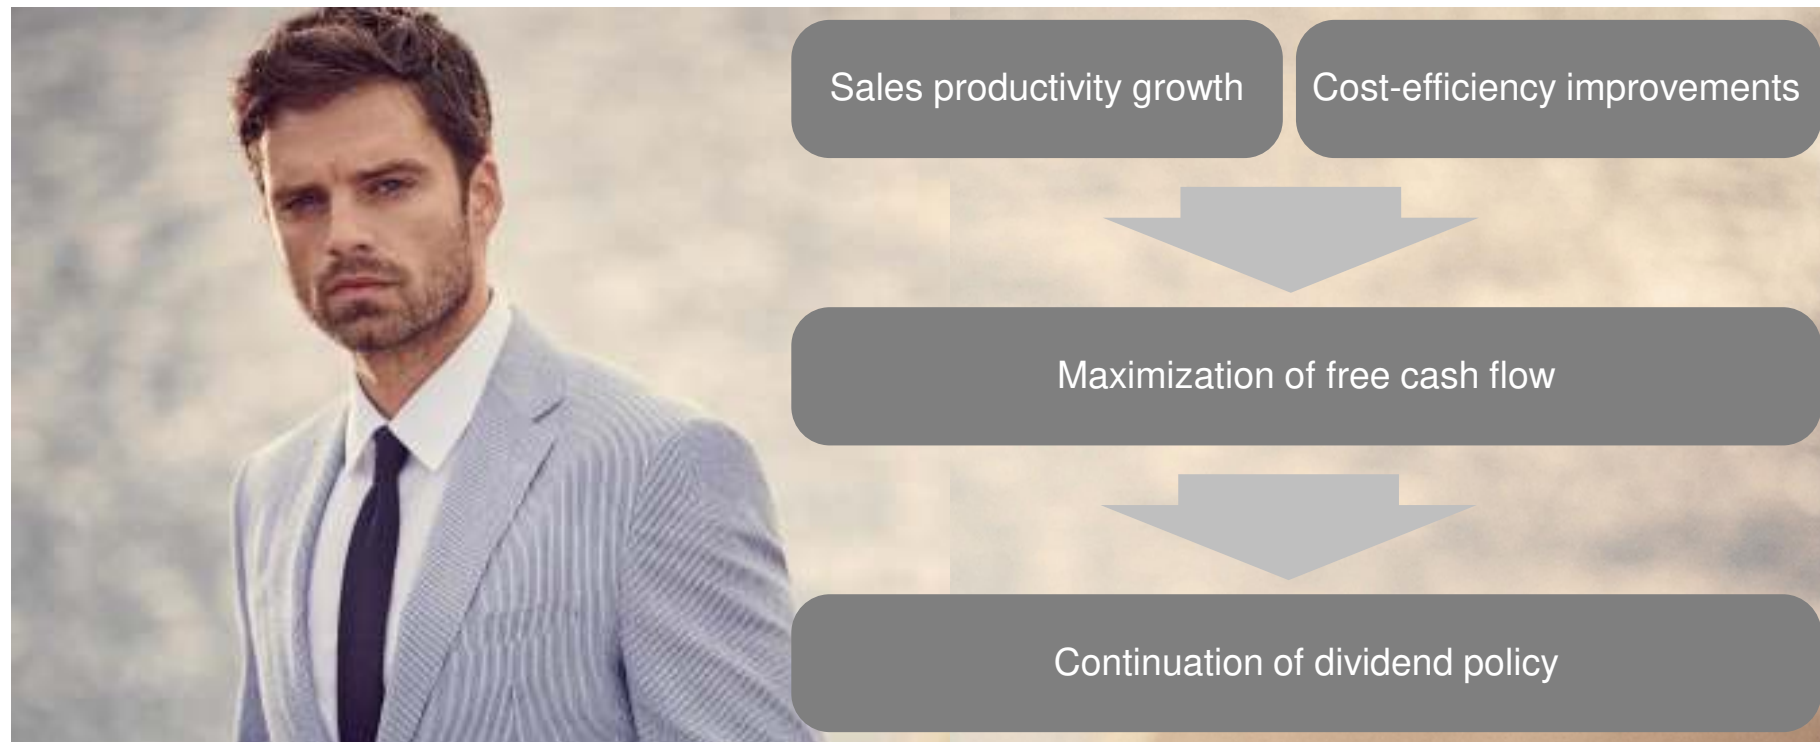 Sales productivity growth
Cost-efficiency improvements
Maximization of free cash flow
Continuation of dividend policy